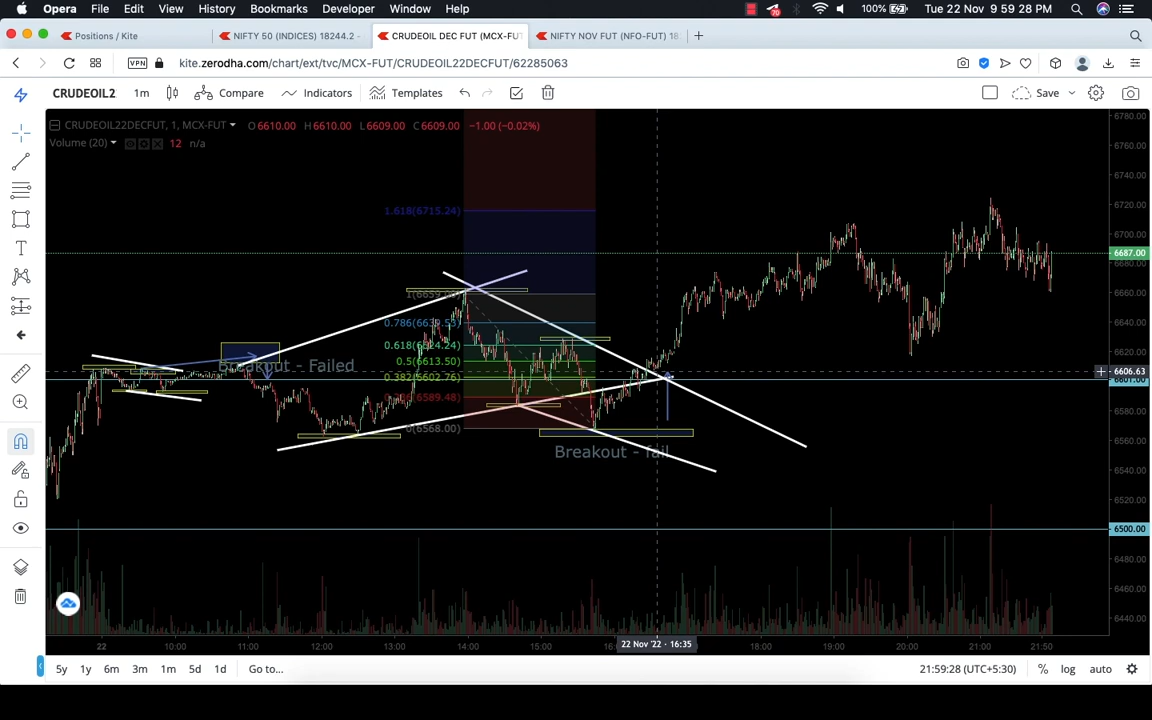 Opera File Edit View History Bookmarks Developer Window Help 70 100% Tue 22 Nov 9:59:28 PM
Positions / Kite NIFTY 50 (INDICES) 18244.2 - CRUDEOIL DEC FUT (MCX-FUT NIFTY NOV FUT (NFO-FUT) 18
VPN kite.zerodha.com/chart/ext/tvc/MCX-FUT/CRUDEOIL22DECFUT/62285063
CRUDEOIL2 1m Compare Indicators Templates Save
CRUDEOIL22DECFUT, 1, MCX-FUT O6610.00 H6610.00 L6609.00 C6609.00 −1.00 (−0.02%)
Volume (20) 12 n/a
6780.00
6760.00
6740.00
6720.00
1.618(6715.24)
6700.00
6687.00
6680.00
6660.00
6640.00
0.618(6624.24)
6620.00
Breakout - Failed
0.5(6613.50)
6606.63
0.382(6602.76)
6601.00
6580.00
0(6568.00)
6560.00
Breakout - fail
6540.00
6520.00
6500.00
6480.00
6460.00
6440.00
22 10:00 11:00 12:00 13:00 14:00 15:00 22 Nov '22 · 16:35 18:00 19:00 20:00 21:00 21:50
5y 1y 6m 3m 1m 5d 1d Go to... 21:59:28 (UTC+5:30) % log auto